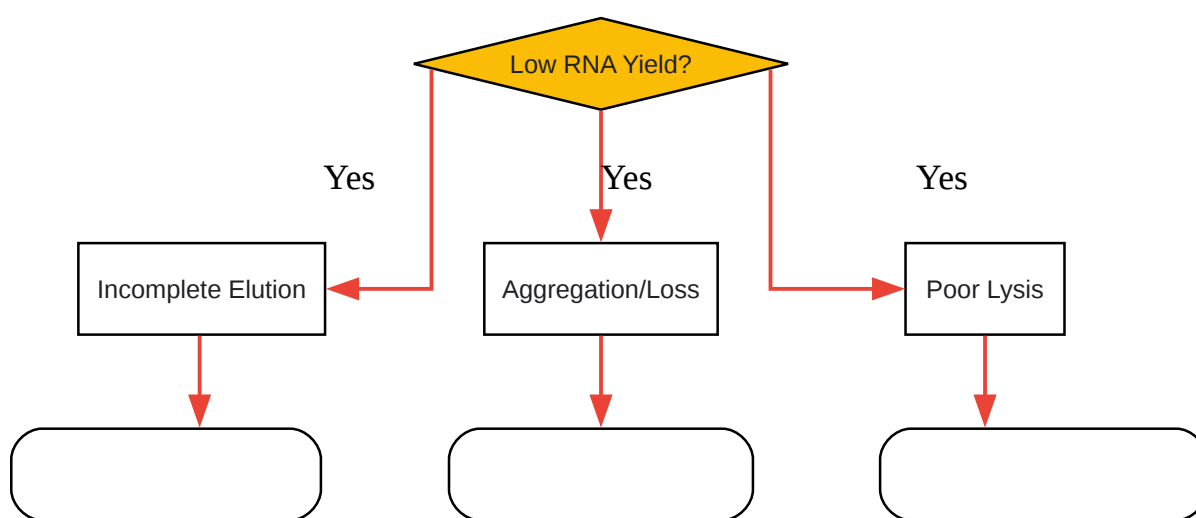 Low RNA Yield?
Yes
Yes
Yes
Incomplete Elution
Aggregation/Loss
Poor Lysis